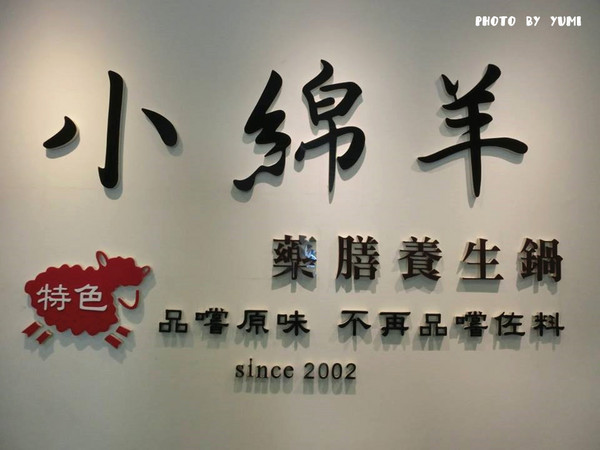 PHOTO BY YUMI
小綿羊
藥膳養生鍋
特色
品嚐原味 不再品嚐佐料
since 2002